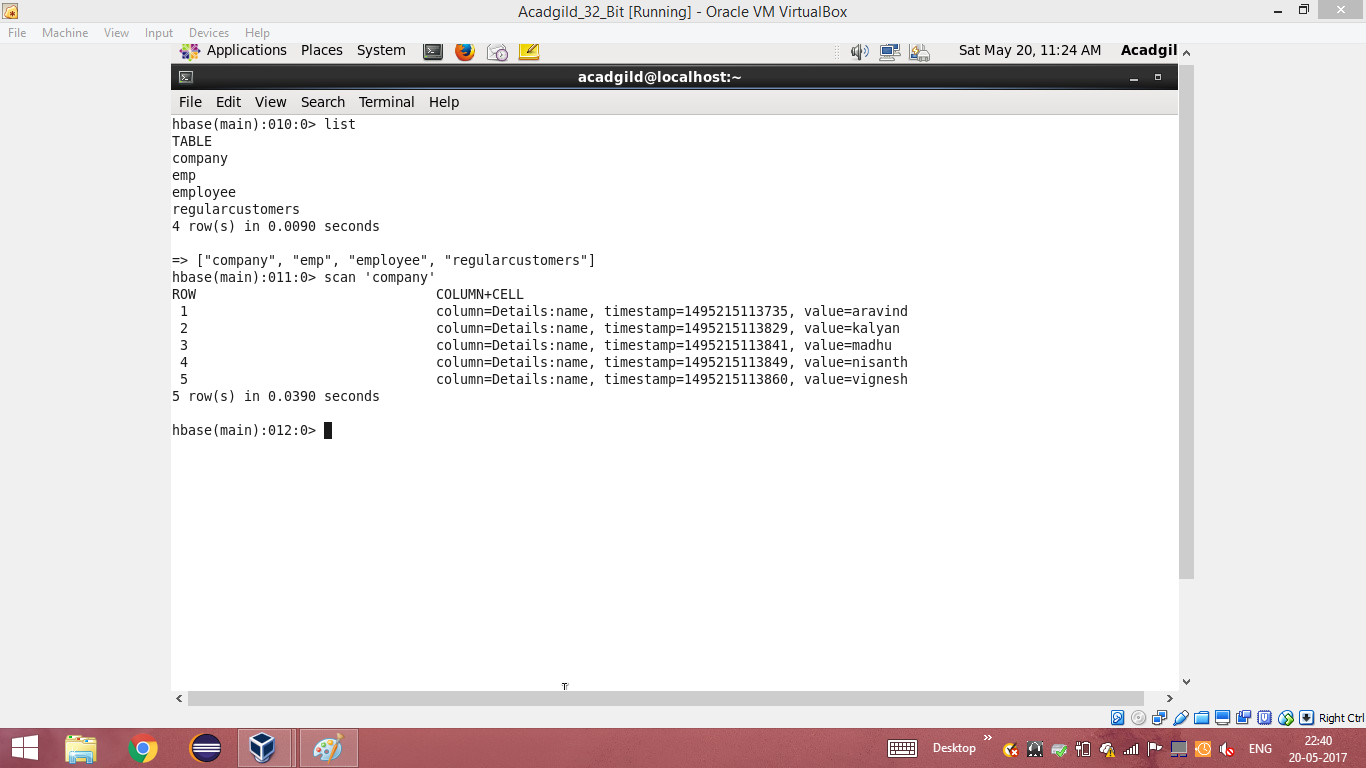 Acadgild_32_Bit [Running] - Oracle VM VirtualBox
File Machine View Input Devices Help
Applications Places System Sat May 20, 11:24 AM Acadgil
acadgild@localhost:~
File Edit View Search Terminal Help
hbase(main):010:0> list
TABLE
company
emp
employee
regularcustomers
4 row(s) in 0.0090 seconds
=> ["company", "emp", "employee", "regularcustomers"]
hbase(main):011:0> scan 'company'
ROW COLUMN+CELL
1 column=Details:name, timestamp=1495215113735, value=aravind
2 column=Details:name, timestamp=1495215113829, value=kalyan
3 column=Details:name, timestamp=1495215113841, value=madhu
4 column=Details:name, timestamp=1495215113849, value=nisanth
5 column=Details:name, timestamp=1495215113860, value=vignesh
5 row(s) in 0.0390 seconds
hbase(main):012:0>
Right Ctrl
Desktop » ENG 22:40
20-05-2017